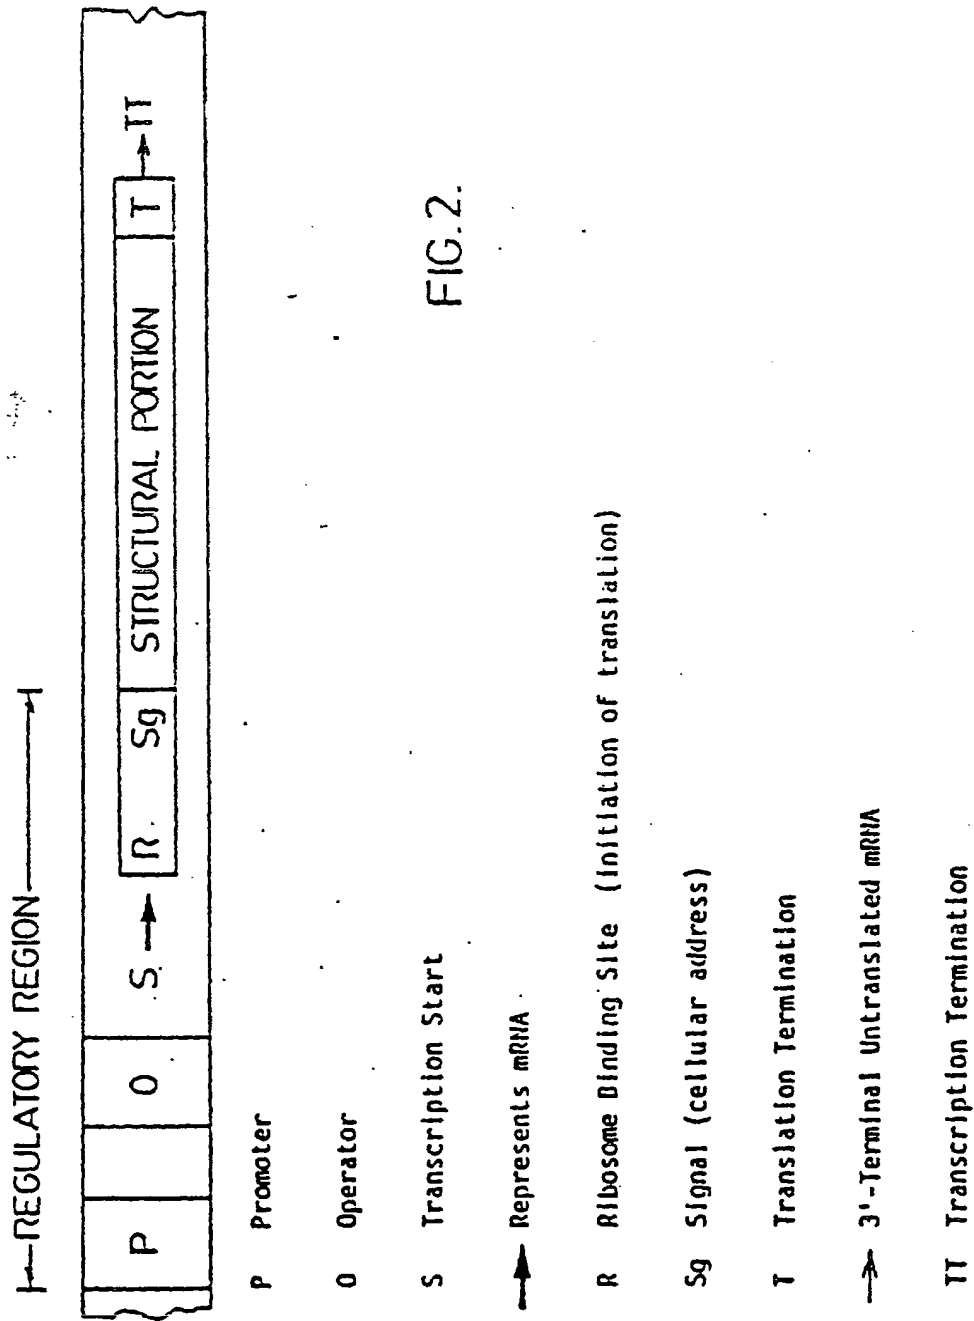 REGULATORY REGION
P O S R Sg STRUCTURAL PORTION T TT
P Promoter
O Operator
S Transcription Start
Represents mRNA
R Ribosome Binding Site (Initiation of translation)
Sg Signal (cellular address)
T Translation Termination
3'-Terminal Untranslated mRNA
TT Transcription Termination
FIG.2.